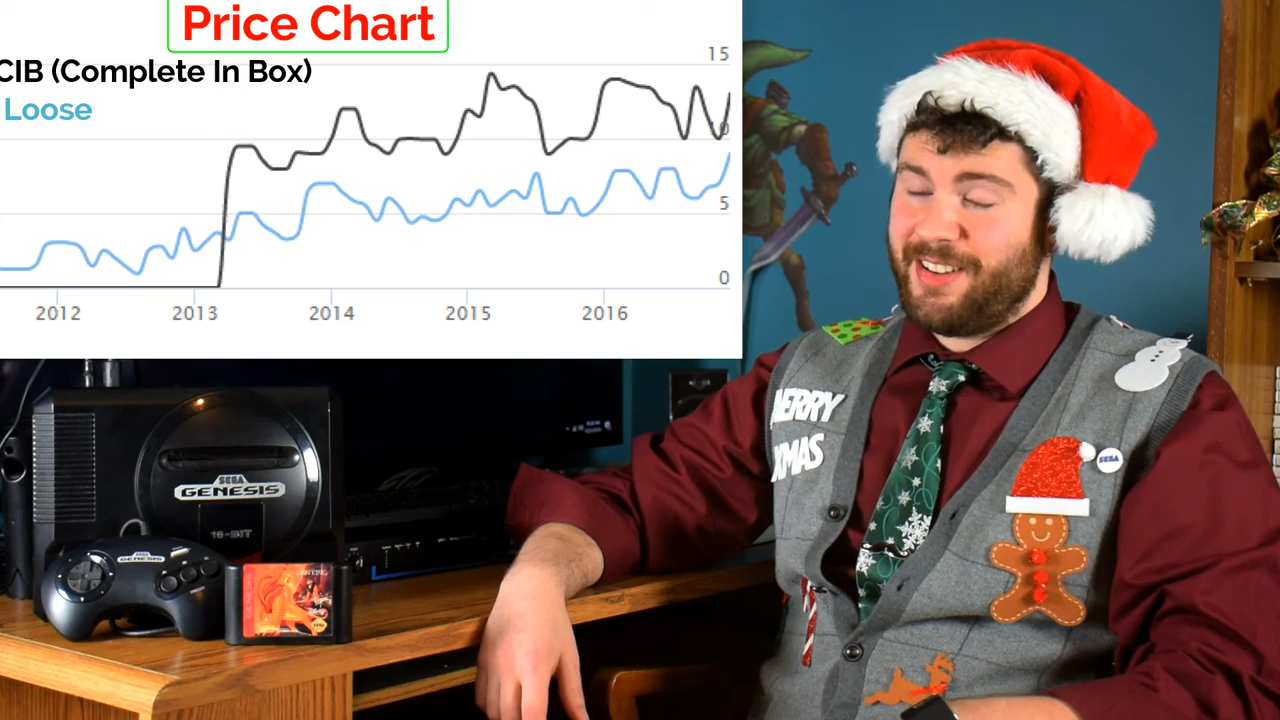 Price Chart
15
CIB (Complete In Box)
Loose
5
0
2012
2013
2014
2015
2016
MERRY
XMAS
SEGA
SEGA
GENESIS
16-BIT
GENESIS